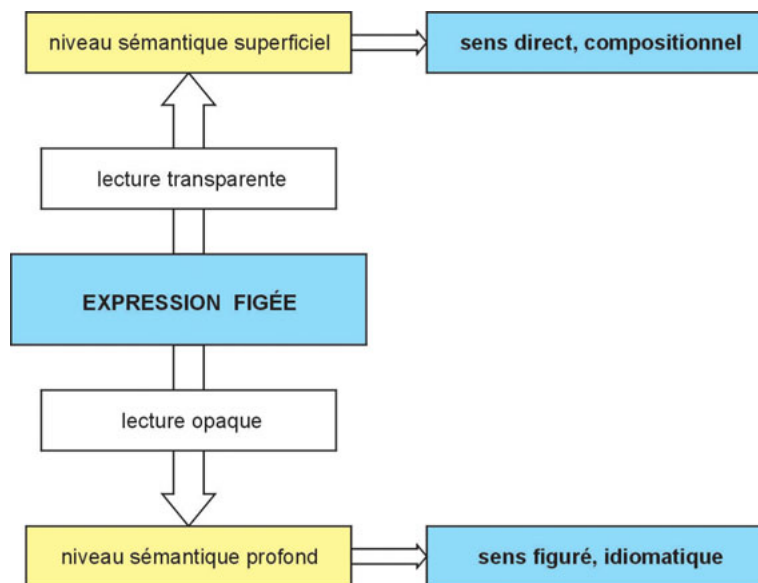 niveau sémantique superficiel
sens direct, compositionnel
lecture transparente
EXPRESSION FIGÉE
lecture opaque
niveau sémantique profond
sens figuré, idiomatique